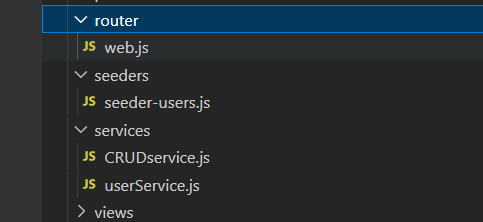 router
JS web.js
seeders
JS seeder-users.js
services
JS CRUDservice.js
JS userService.js
views